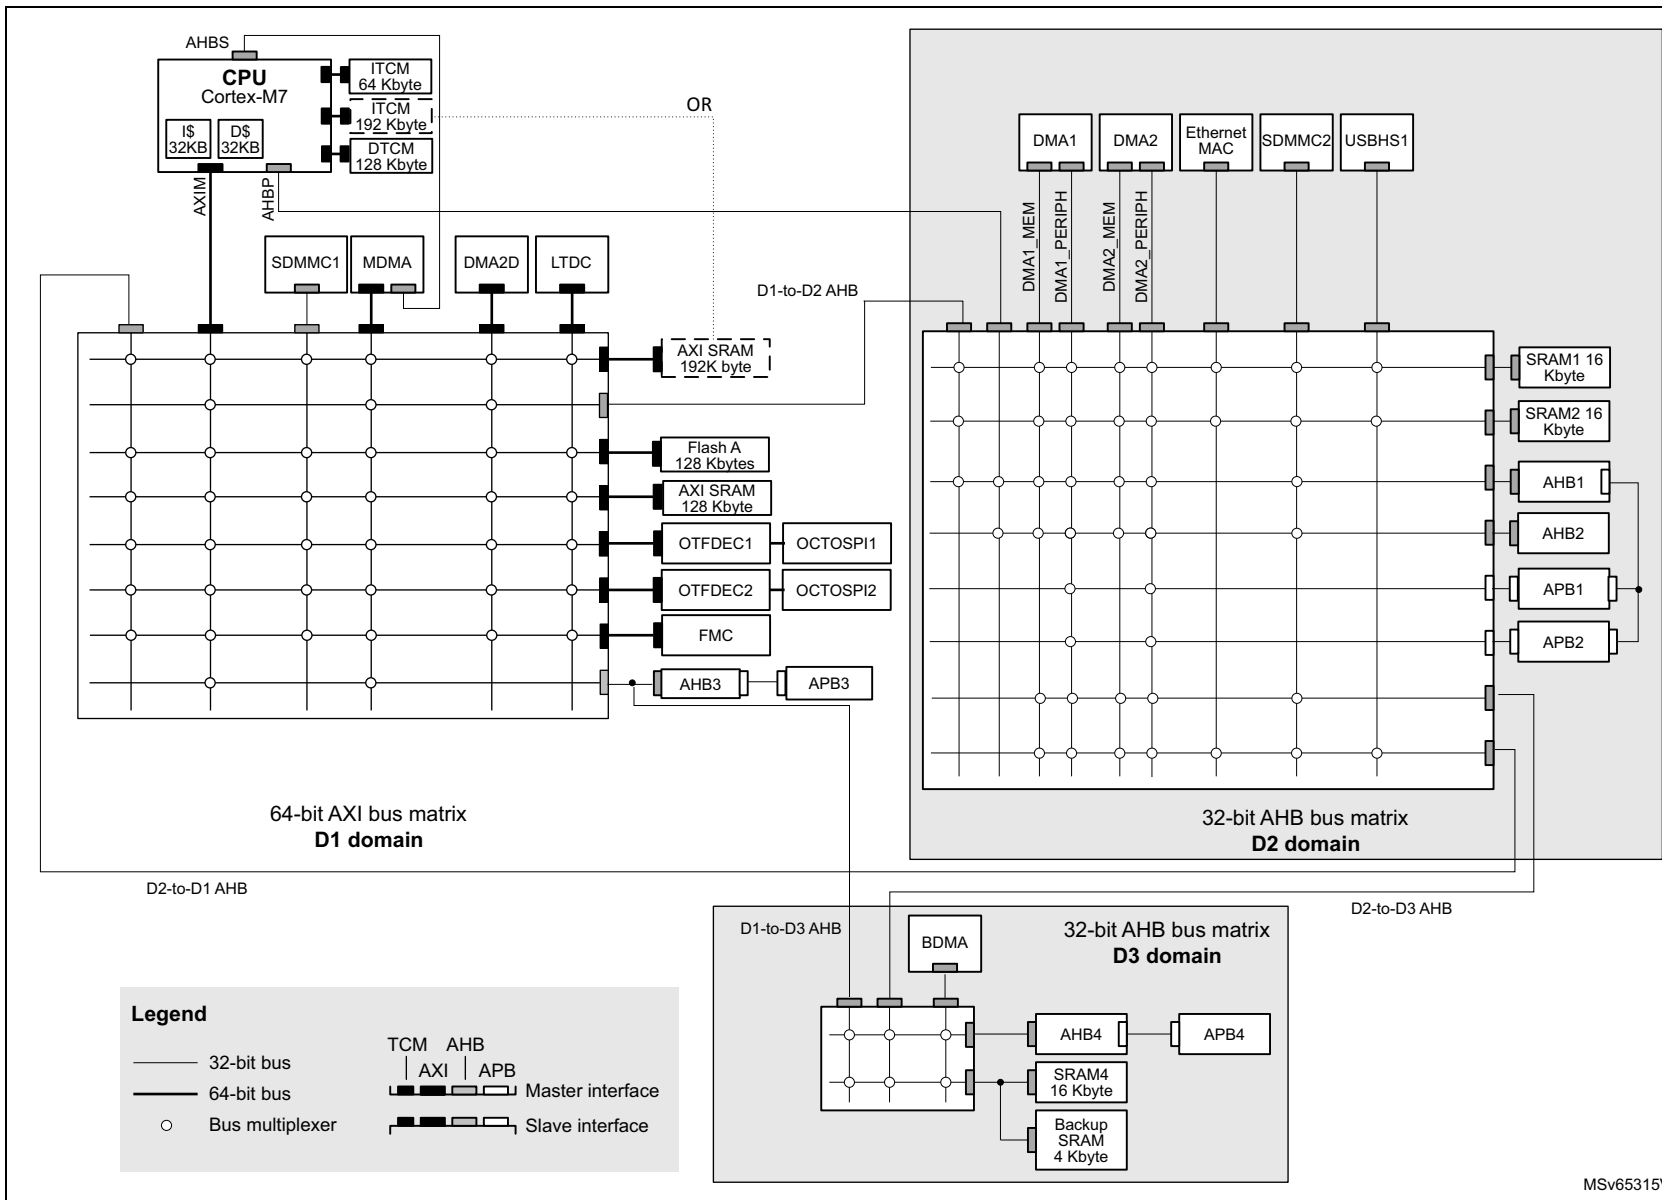 AHBS
CPU
Cortex-M7
I$
32KB
D$
32KB
ITCM
64 Kbyte
ITCM
192 Kbyte
DTCM
128 Kbyte
OR
AXIM
AHBP
SDMMC1
MDMA
DMA2D
LTDC
D1-to-D2 AHB
AXI SRAM
192K byte
Flash A
128 Kbytes
AXI SRAM
128 Kbyte
OTFDEC1
OCTOSPI1
OTFDEC2
OCTOSPI2
FMC
AHB3
APB3
64-bit AXI bus matrix
D1 domain
DMA1
DMA2
Ethernet
MAC
SDMMC2
USBHS1
DMA1_MEM
DMA1_PERIPH
DMA2_MEM
DMA2_PERIPH
SRAM1 16
Kbyte
SRAM2 16
Kbyte
AHB1
AHB2
APB1
APB2
32-bit AHB bus matrix
D2 domain
D2-to-D1 AHB
D2-to-D3 AHB
D1-to-D3 AHB
BDMA
32-bit AHB bus matrix
D3 domain
AHB4
APB4
SRAM4
16 Kbyte
Backup
SRAM
4 Kbyte
Legend
32-bit bus
64-bit bus
Bus multiplexer
TCM
AHB
AXI
APB
Master interface
Slave interface